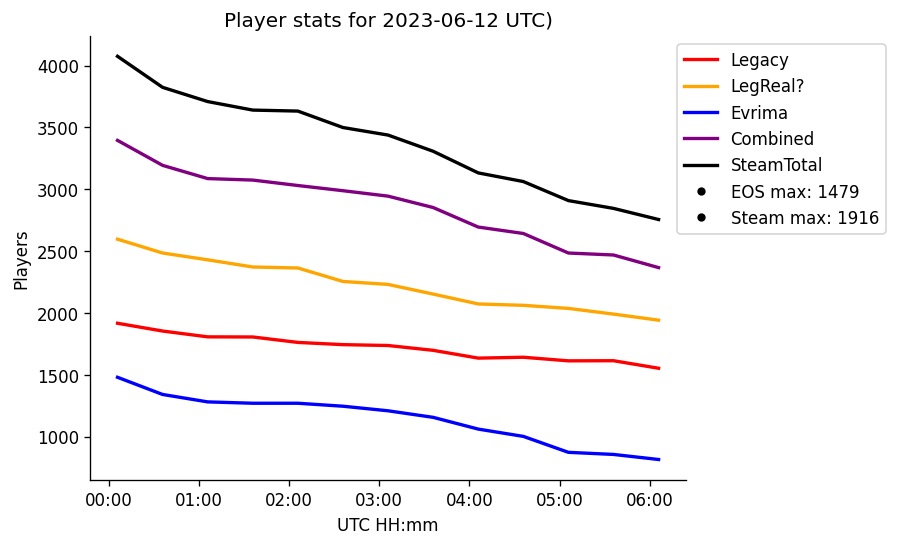 Player stats for 2023-06-12 UTC)
Legacy
LegReal?
Evrima
Combined
SteamTotal
EOS max: 1479
Steam max: 1916
Players
4000
3500
3000
2500
2000
1500
1000
00:00 01:00 02:00 03:00 04:00 05:00 06:00
UTC HH:mm